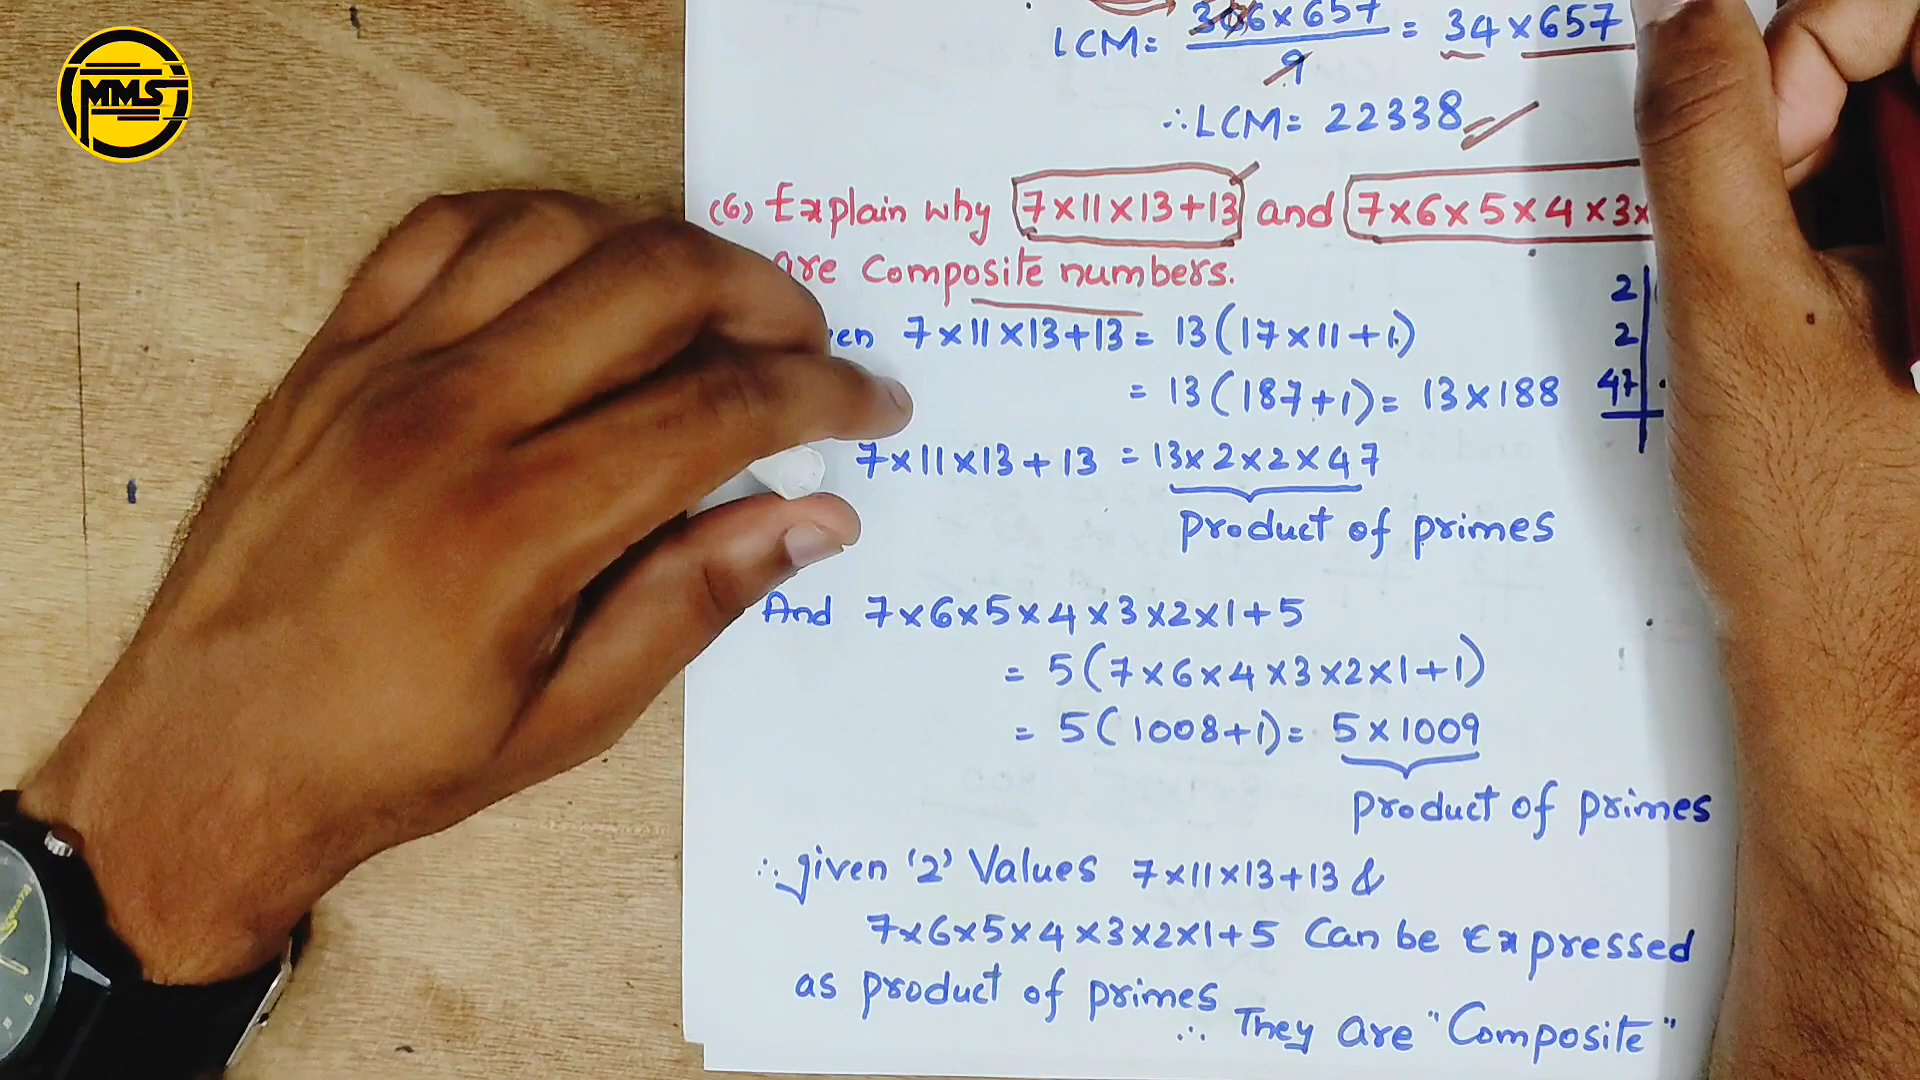 MMS
LCM= 306×657/9 = 34×657
∴LCM= 22338
(6) Explain why 7×11×13+13 and 7×6×5×4×3×
are Composite numbers.
7×11×13+13= 13(17×11+1)
= 13(187+1)= 13×188
7×11×13+13 =13×2×2×47
product of primes
2
2
47
And 7×6×5×4×3×2×1+5
= 5(7×6×4×3×2×1+1)
= 5(1008+1)= 5×1009
product of primes
∴given '2' Values 7×11×13+13 &
7×6×5×4×3×2×1+5 Can be Expressed
as product of primes
∴ They are "Composite"